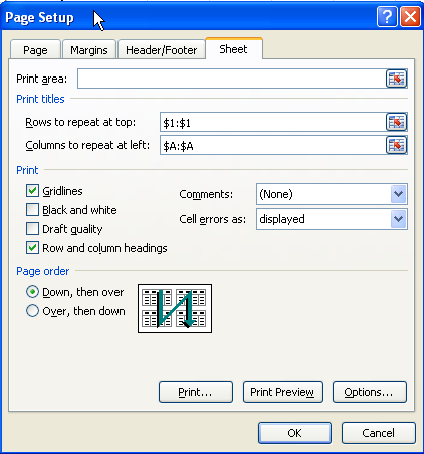 Page Setup
Page Margins Header/Footer Sheet
Print area:
Print titles
Rows to repeat at top: $1:$1
Columns to repeat at left: $A:$A
Print
Gridlines Comments: (None)
Black and white Cell errors as: displayed
Draft quality
Row and column headings
Page order
Down, then over
Over, then down
Print... Print Preview Options...
OK Cancel